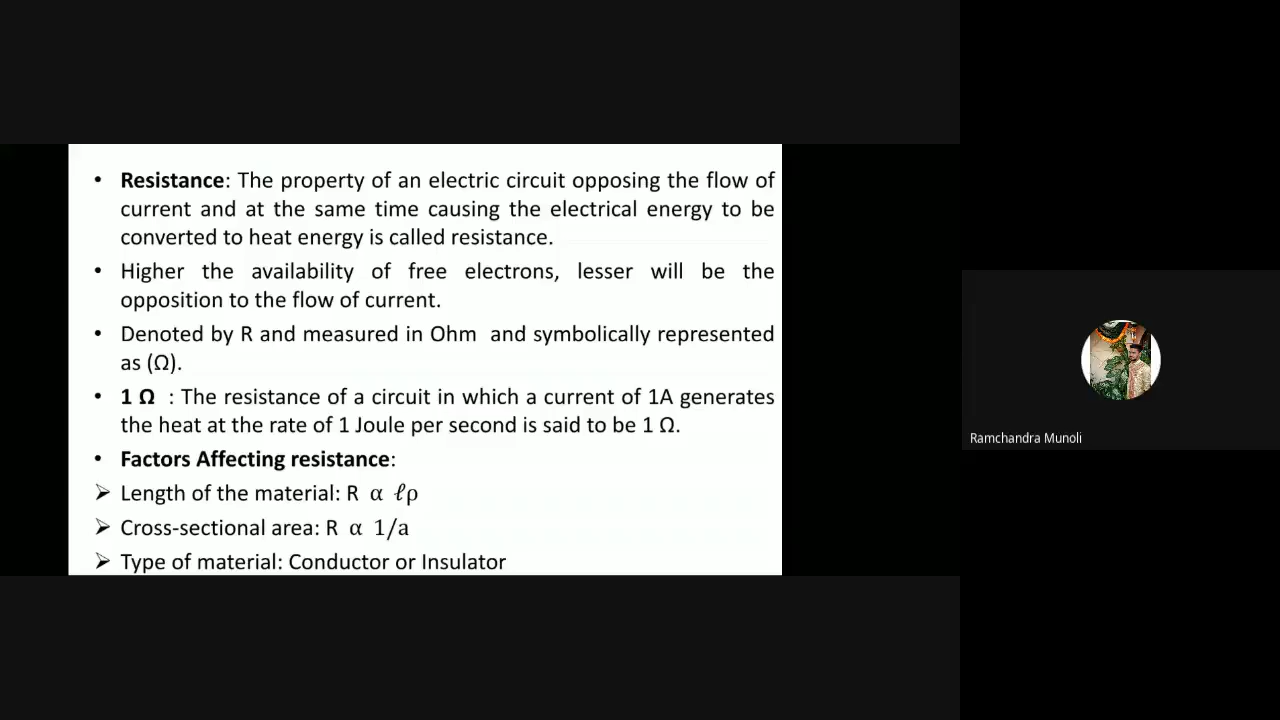 • Resistance: The property of an electric circuit opposing the flow of
current and at the same time causing the electrical energy to be
converted to heat energy is called resistance.
• Higher the availability of free electrons, lesser will be the
opposition to the flow of current.
• Denoted by R and measured in Ohm and symbolically represented
as (Ω).
• 1 Ω : The resistance of a circuit in which a current of 1A generates
the heat at the rate of 1 Joule per second is said to be 1 Ω.
• Factors Affecting resistance:
➢ Length of the material: R α ℓρ
➢ Cross-sectional area: R α 1/a
➢ Type of material: Conductor or Insulator
Ramchandra Munoli